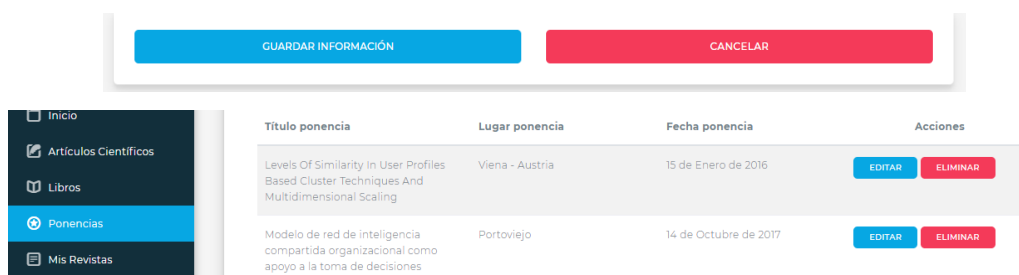 GUARDAR INFORMACIÓN
CANCELAR
Inicio
Artículos Científicos
Libros
Ponencias
Mis Revistas
Título ponencia
Lugar ponencia
Fecha ponencia
Acciones
Levels Of Similarity In User Profiles
Based Cluster Techniques And
Multidimensional Scaling
Viena - Austria
15 de Enero de 2016
EDITAR
ELIMINAR
Modelo de red de inteligencia
compartida organizacional como
apoyo a la toma de decisiones
Portoviejo
14 de Octubre de 2017
EDITAR
ELIMINAR